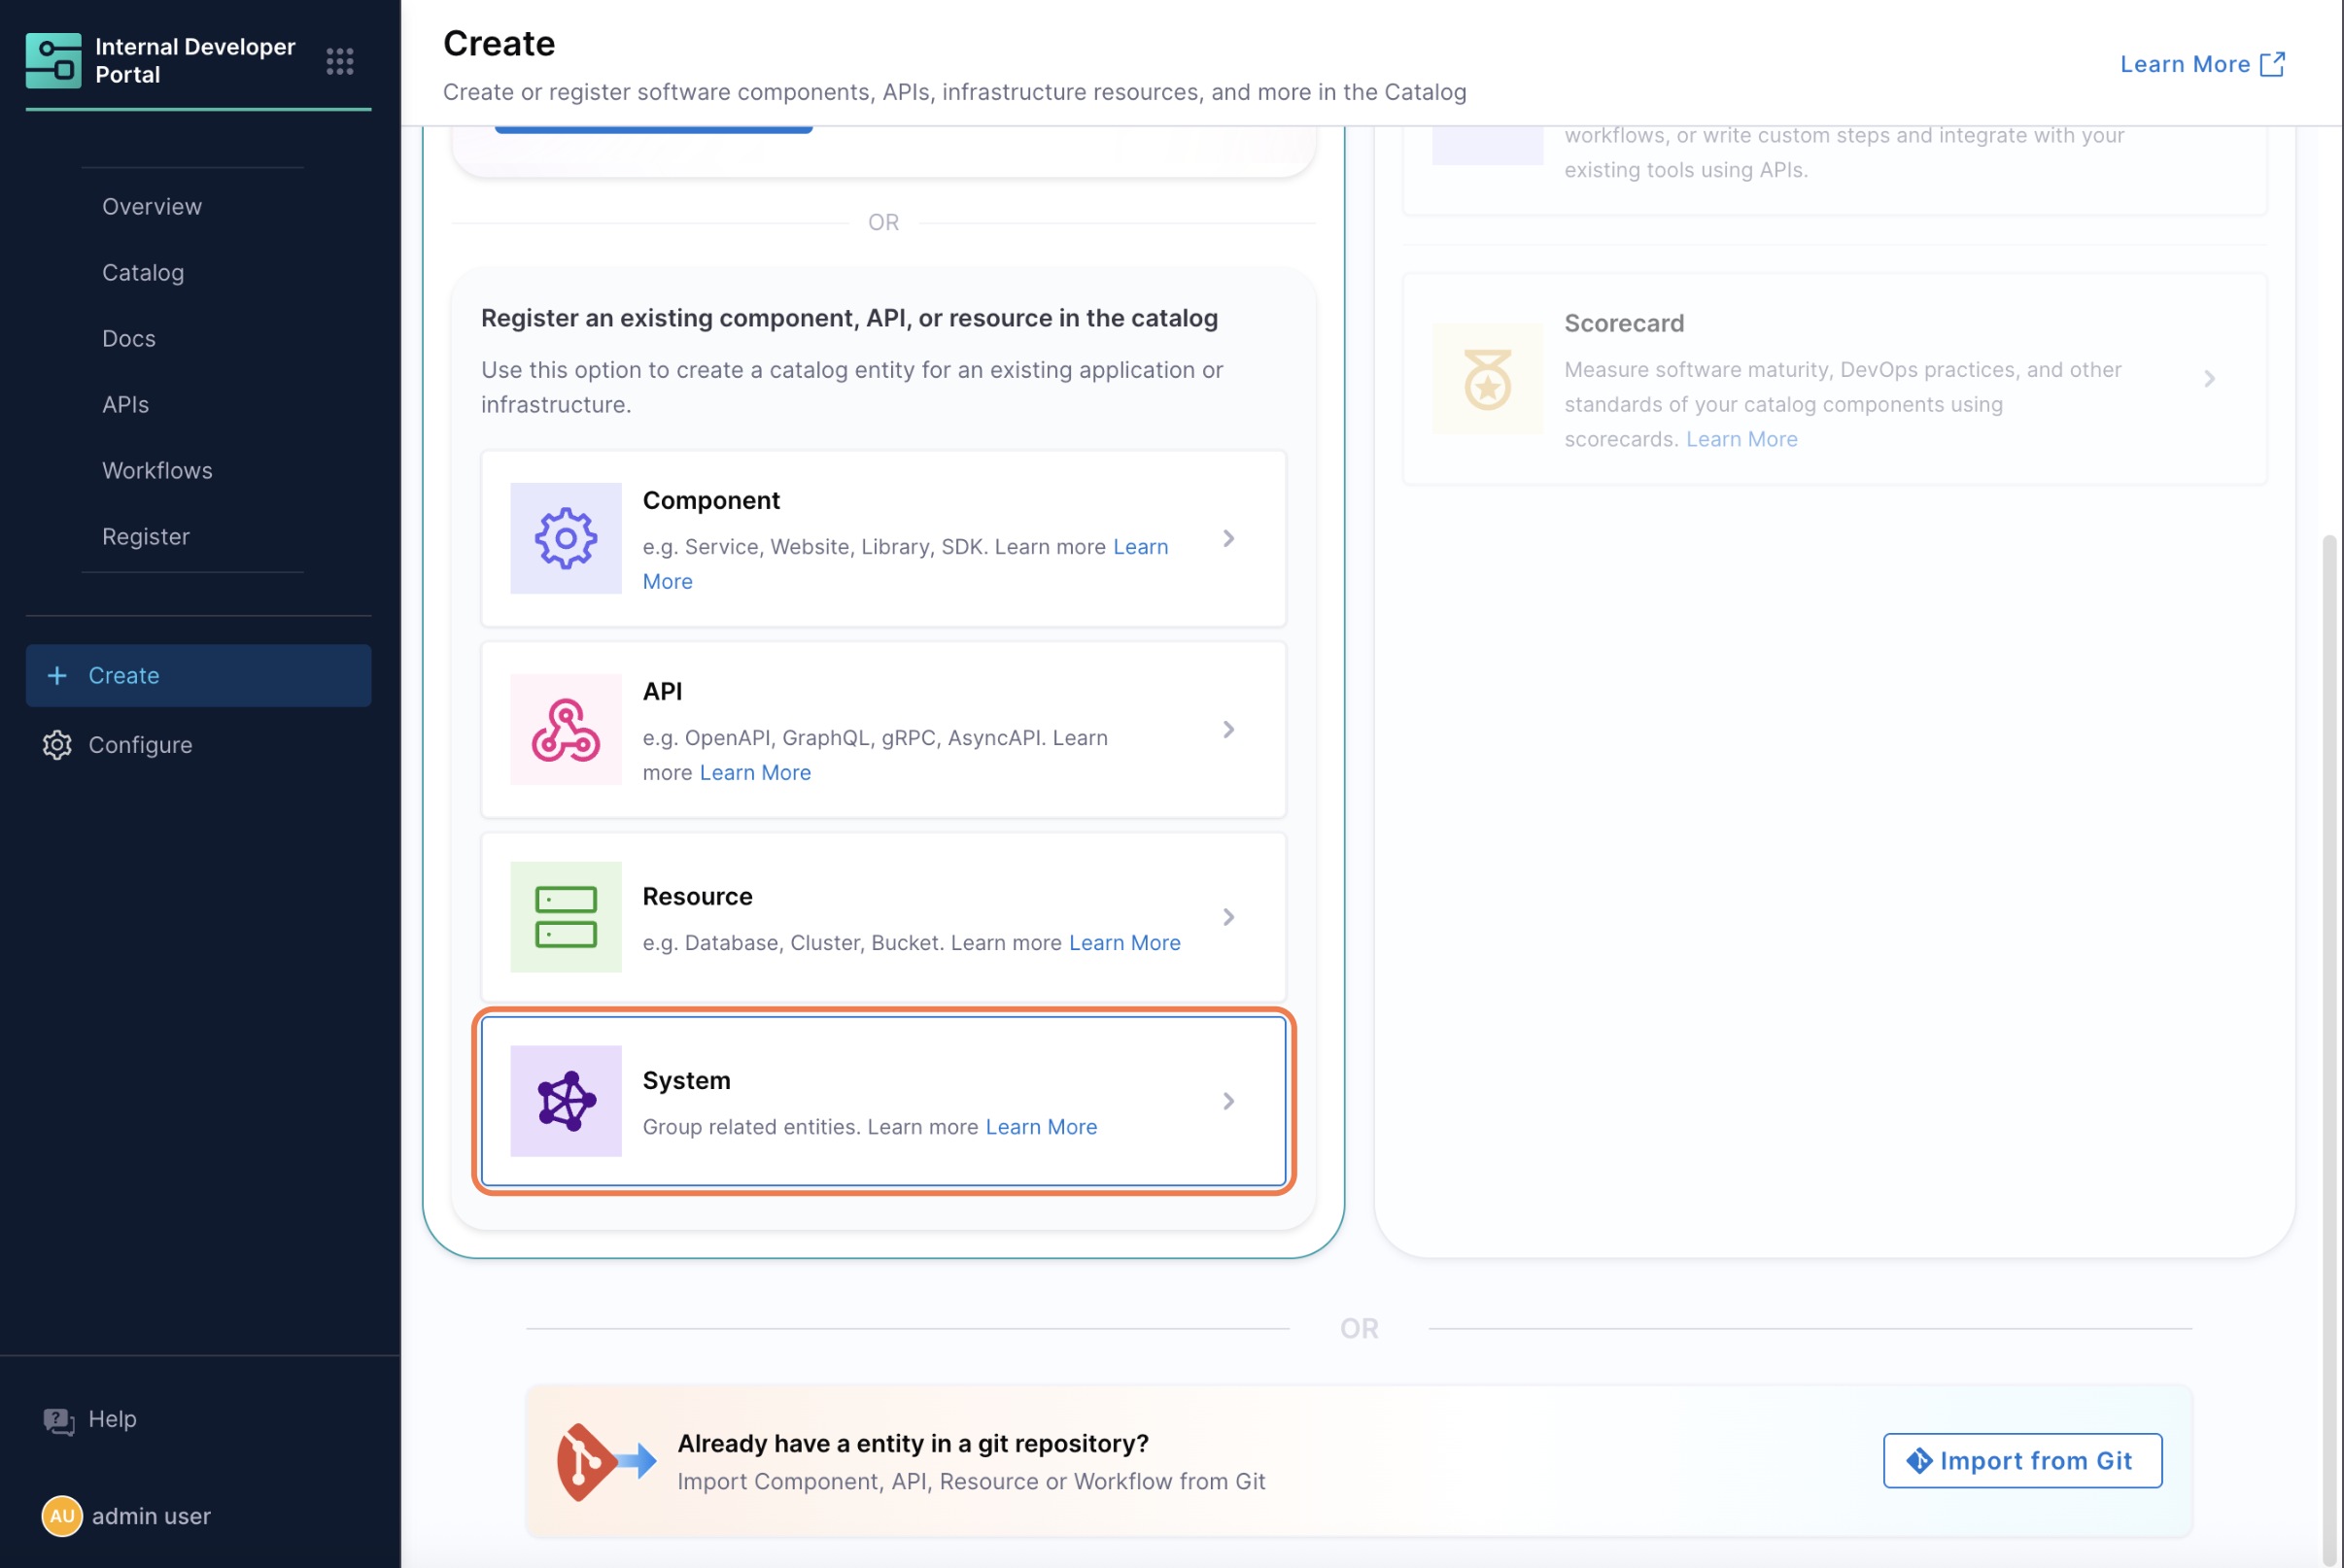 Internal Developer
Portal
Overview
Catalog
Docs
APIs
Workflows
Register
Create
Configure
Help
AU admin user
Create
Create or register software components, APIs, infrastructure resources, and more in the Catalog
Learn More
OR
Register an existing component, API, or resource in the catalog
Use this option to create a catalog entity for an existing application or
infrastructure.
Component
e.g. Service, Website, Library, SDK. Learn more Learn
More
API
e.g. OpenAPI, GraphQL, gRPC, AsyncAPI. Learn
more Learn More
Resource
e.g. Database, Cluster, Bucket. Learn more Learn More
System
Group related entities. Learn more Learn More
workflows, or write custom steps and integrate with your
existing tools using APIs.
Scorecard
Measure software maturity, DevOps practices, and other
standards of your catalog components using
scorecards. Learn More
OR
Already have a entity in a git repository?
Import Component, API, Resource or Workflow from Git
Import from Git